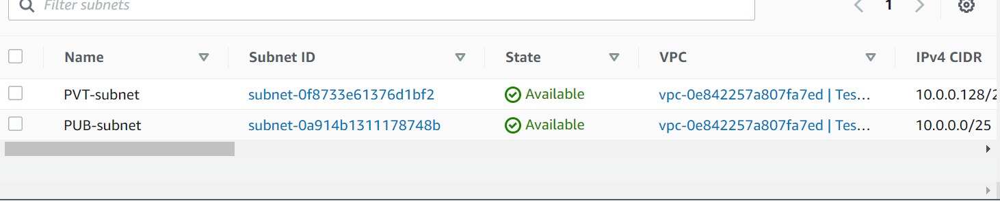 Filter subnets 1
Name Subnet ID State VPC IPv4 CIDR
PVT-subnet subnet-0f8733e61376d1bf2 Available vpc-0e842257a807fa7ed | Tes... 10.0.0.128/2
PUB-subnet subnet-0a914b1311178748b Available vpc-0e842257a807fa7ed | Tes... 10.0.0.0/25